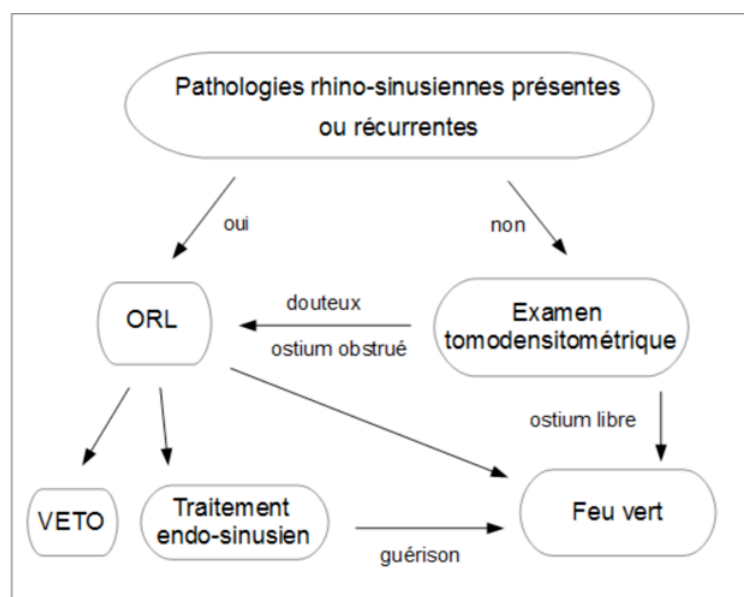 Pathologies rhino-sinusiennes présentes
ou récurrentes
oui
non
ORL
douteux
ostium obstrué
Examen
tomodensitométrique
ostium libre
VETO
Traitement
endo-sinusien
guérison
Feu vert